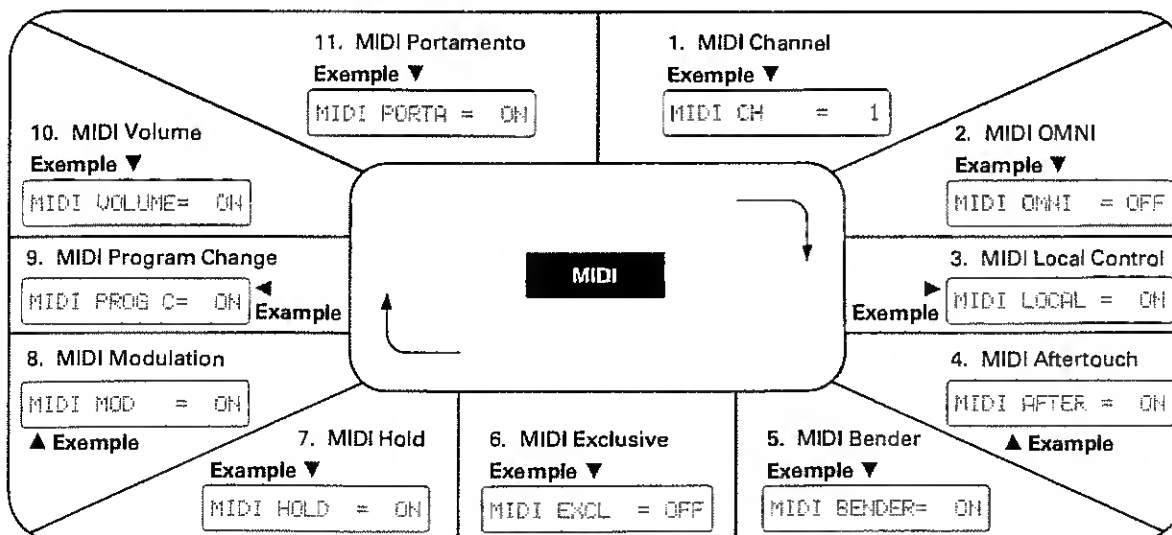 11. MIDI Portamento
Exemple ▼
MIDI PORTA = ON
1. MIDI Channel
Exemple ▼
MIDI CH = 1
10. MIDI Volume
Exemple ▼
MIDI VOLUME= ON
2. MIDI OMNI
Example ▼
MIDI OMNI = OFF
9. MIDI Program Change
MIDI PROG C= ON ◄
Example
MIDI
3. MIDI Local Control
► MIDI LOCAL = ON
Exemple
8. MIDI Modulation
MIDI MOD = ON
▲ Exemple
4. MIDI Aftertouch
MIDI AFTER = ON
▲ Example
7. MIDI Hold
Example ▼
MIDI HOLD = ON
6. MIDI Exclusive
Exemple ▼
MIDI EXCL = OFF
5. MIDI Bender
Example ▼
MIDI BENDER= ON